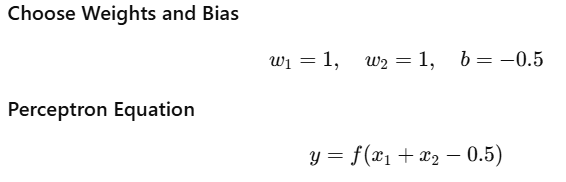 Choose Weights and Bias
w₁ = 1, w₂ = 1, b = −0.5
Perceptron Equation
y = f(x₁ + x₂ − 0.5)